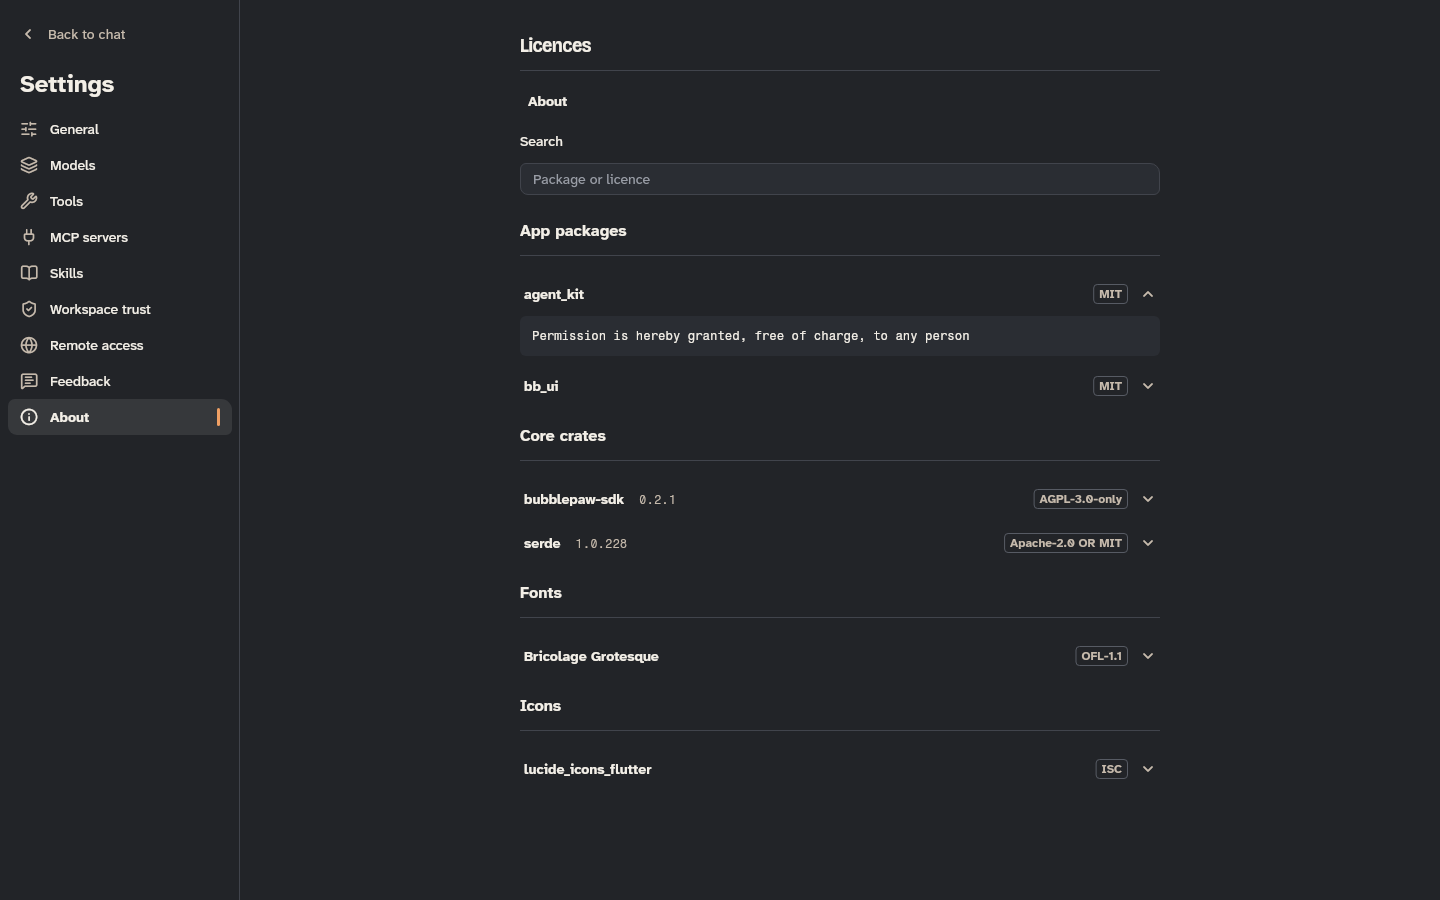 Back to chat
Settings
General
Models
Tools
MCP servers
Skills
Workspace trust
Remote access
Feedback
About
Licences
About
Search
Package or licence
App packages
agent_kit MIT
Permission is hereby granted, free of charge, to any person
bb_ui MIT
Core crates
bubblepaw-sdk 0.2.1 AGPL-3.0-only
serde 1.0.228 Apache-2.0 OR MIT
Fonts
Bricolage Grotesque OFL-1.1
Icons
lucide_icons_flutter ISC